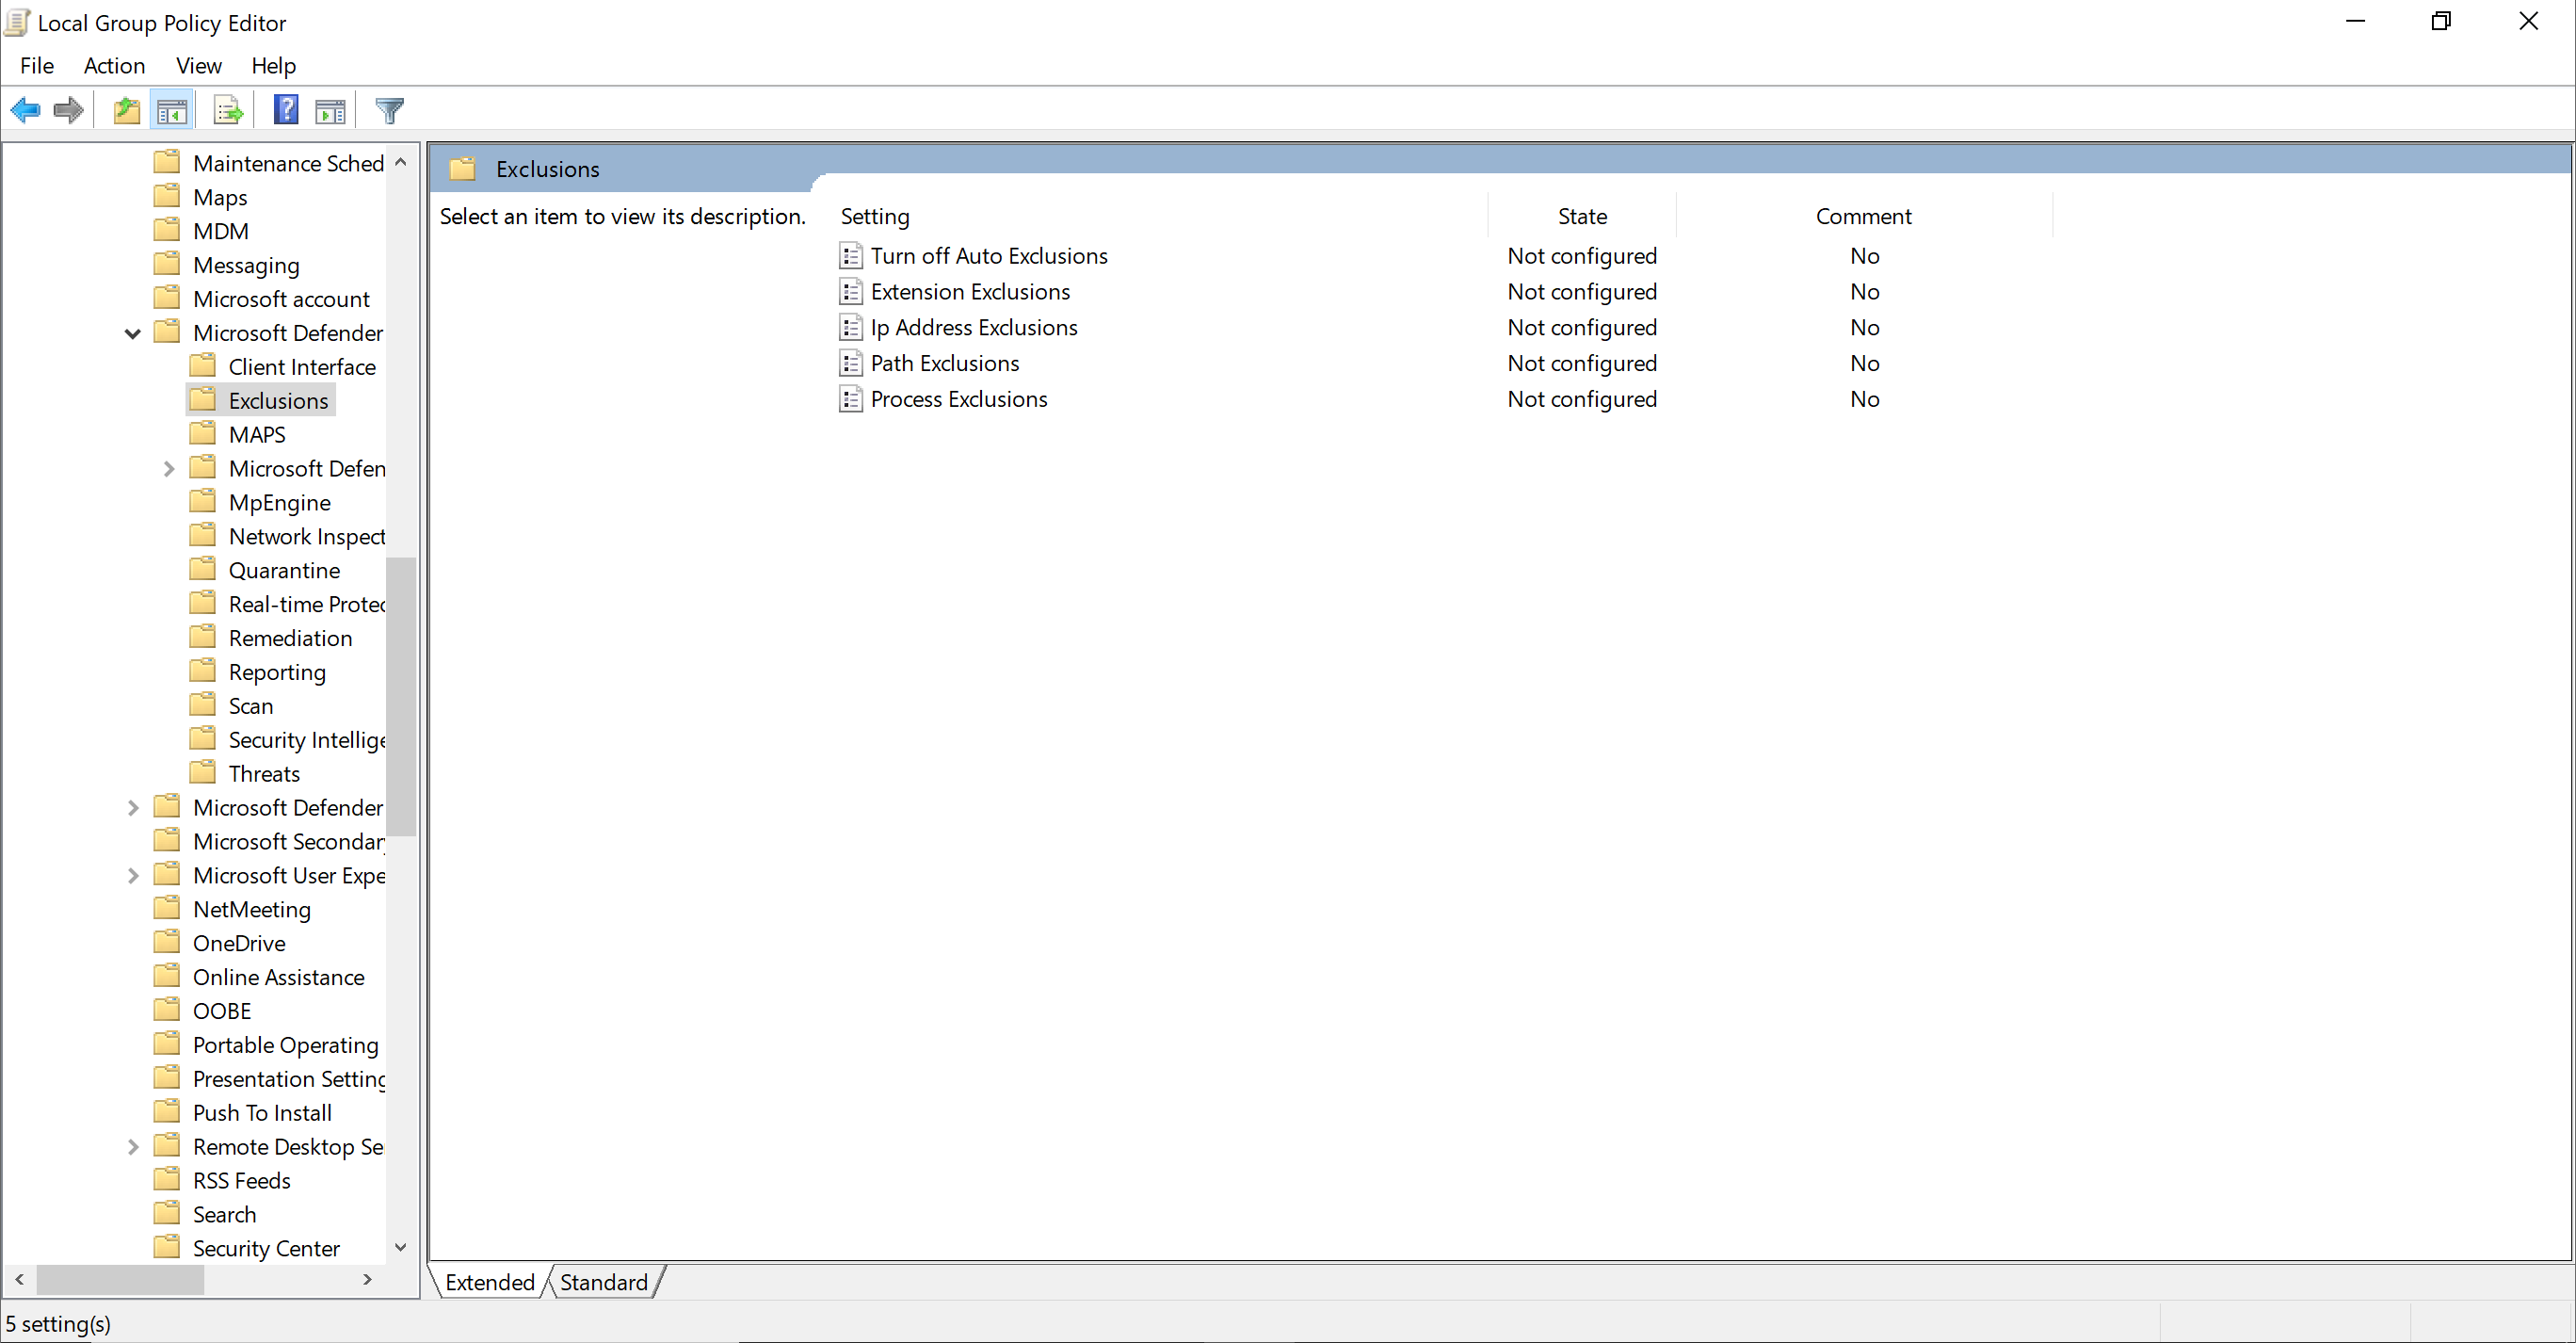 Local Group Policy Editor
File Action View Help
Maintenance Sched
Maps
MDM
Messaging
Microsoft account
Microsoft Defender
Client Interface
Exclusions
MAPS
Microsoft Defen
MpEngine
Network Inspect
Quarantine
Real-time Protec
Remediation
Reporting
Scan
Security Intellige
Threats
Microsoft Defender
Microsoft Secondary
Microsoft User Expe
NetMeeting
OneDrive
Online Assistance
OOBE
Portable Operating
Presentation Setting
Push To Install
Remote Desktop Se
RSS Feeds
Search
Security Center
Exclusions
Select an item to view its description.
Setting State Comment
Turn off Auto Exclusions Not configured No
Extension Exclusions Not configured No
Ip Address Exclusions Not configured No
Path Exclusions Not configured No
Process Exclusions Not configured No
Extended Standard
5 setting(s)